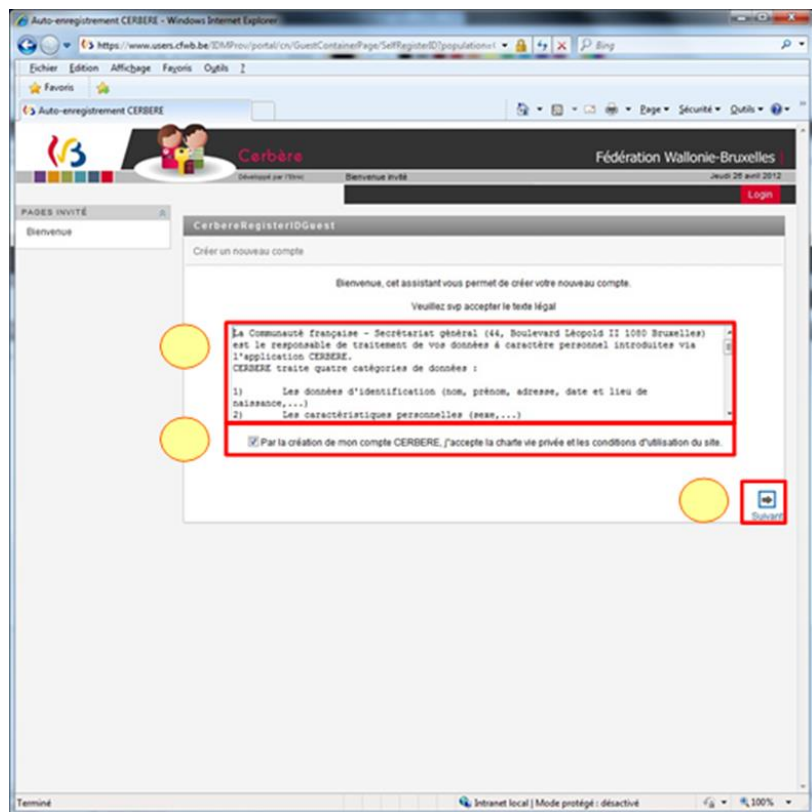 Auto-enregistrement CERBERE - Windows Internet Explorer
https://www.users.cfwb.be/IDMProv/portal/cn/GuestContainerPage/SelfRegisterID?population=
Bing
Fichier Edition Affichage Favoris Outils ?
Favoris
Auto-enregistrement CERBERE
Page Sécurité Outils
Cerbère
Fédération Wallonie-Bruxelles
Développé par l'Etnic
Bienvenue invité
Jeudi 26 avril 2012
Login
PAGES INVITÉ
Bienvenue
CerbereRegisterIDGuest
Créer un nouveau compte
Bienvenue, cet assistant vous permet de créer votre nouveau compte.
Veuillez svp accepter le texte légal
La Communauté française - Secrétariat général (44, Boulevard Léopold II 1080 Bruxelles)
est le responsable de traitement de vos données à caractère personnel introduites via
l'application CERBERE.
CERBERE traite quatre catégories de données :
1) Les données d'identification (nom, prénom, adresse, date et lieu de
naissance,...)
2) Les caractéristiques personnelles (sexe,...)
Par la création de mon compte CERBERE, j'accepte la charte vie privée et les conditions d'utilisation du site.
Suivant
Terminé
Intranet local | Mode protégé : désactivé
100%